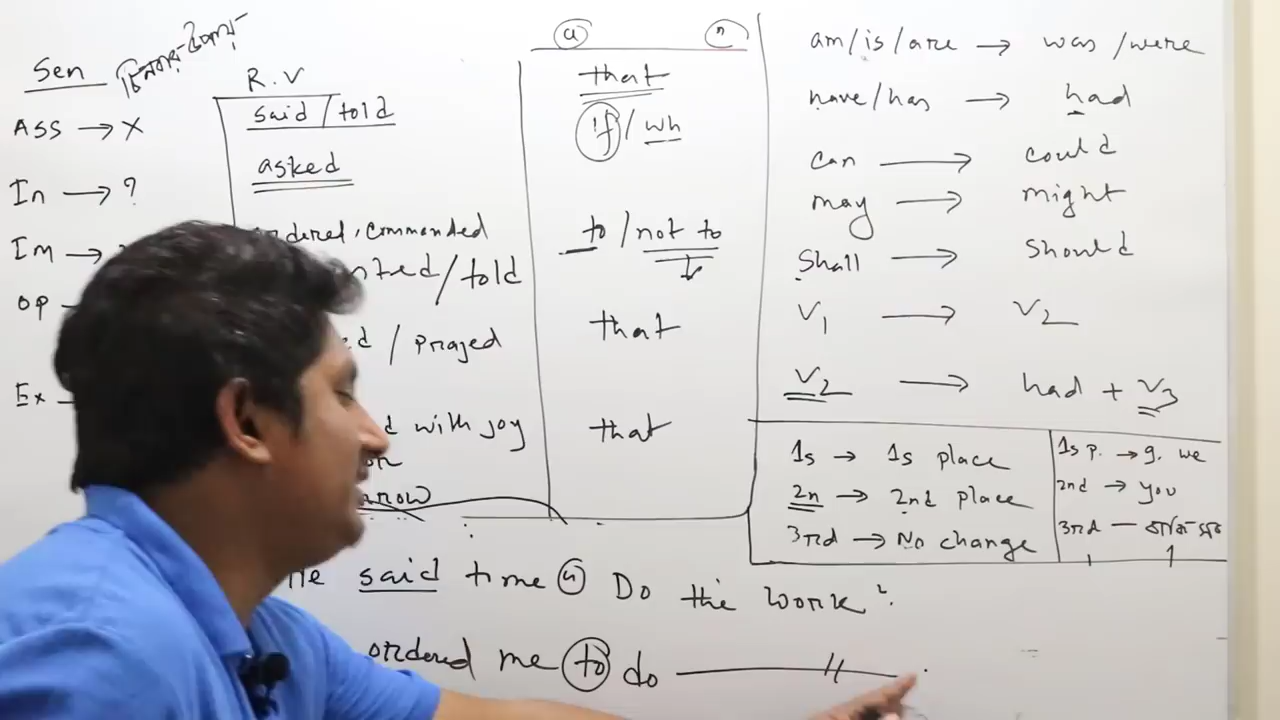 Sen চিনার উপায়
Ass → X
In → ?
Im →
OP
Ex
R.V
said / told
asked
commanded
/ told
/ prayed
with joy
that
if / wh
to / not to
that
that
am/is/are → was/were
have/has → had
can → could
may → might
shall → should
V1 → V2
V2 → had + V3
1s → 1s place
2n → 2nd place
3rd → No change
1s p. → we
2nd → you
3rd —
said to me Do the work".
ordered me to do